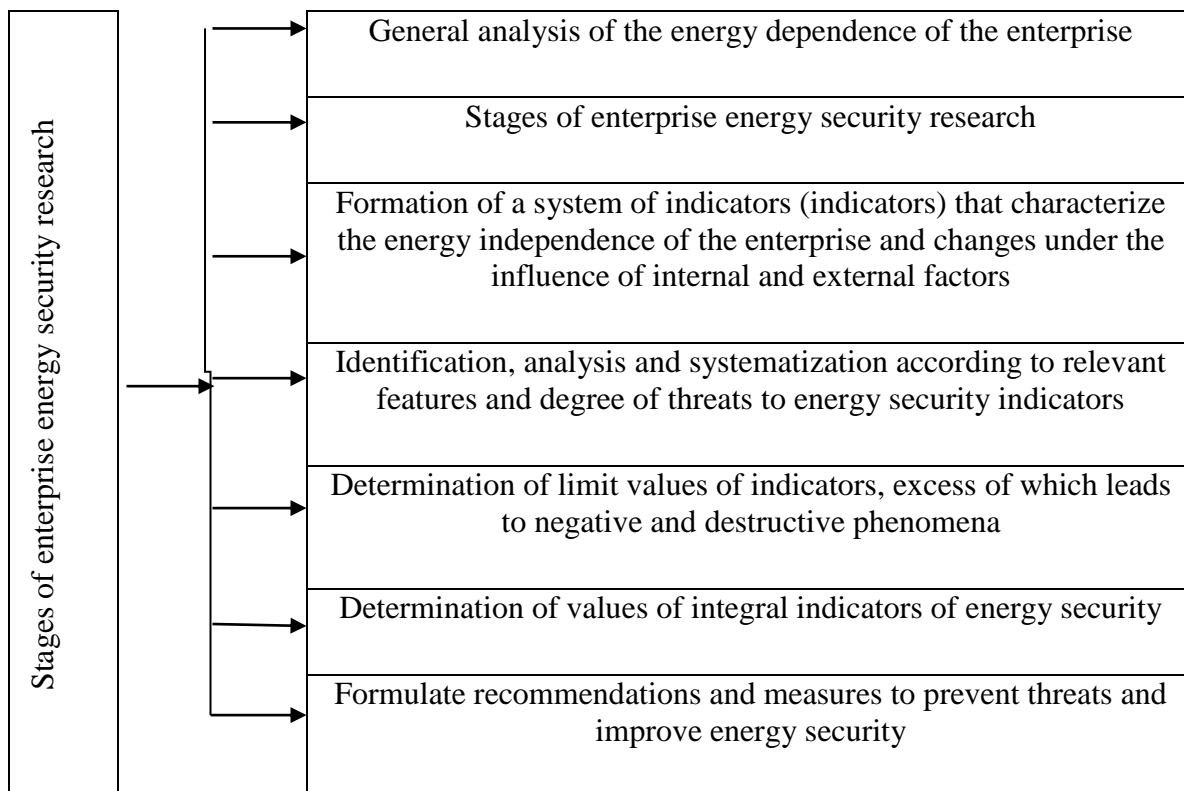 Stages of enterprise energy security research
General analysis of the energy dependence of the enterprise
Stages of enterprise energy security research
Formation of a system of indicators (indicators) that characterize
the energy independence of the enterprise and changes under the
influence of internal and external factors
Identification, analysis and systematization according to relevant
features and degree of threats to energy security indicators
Determination of limit values of indicators, excess of which leads
to negative and destructive phenomena
Determination of values of integral indicators of energy security
Formulate recommendations and measures to prevent threats and
improve energy security